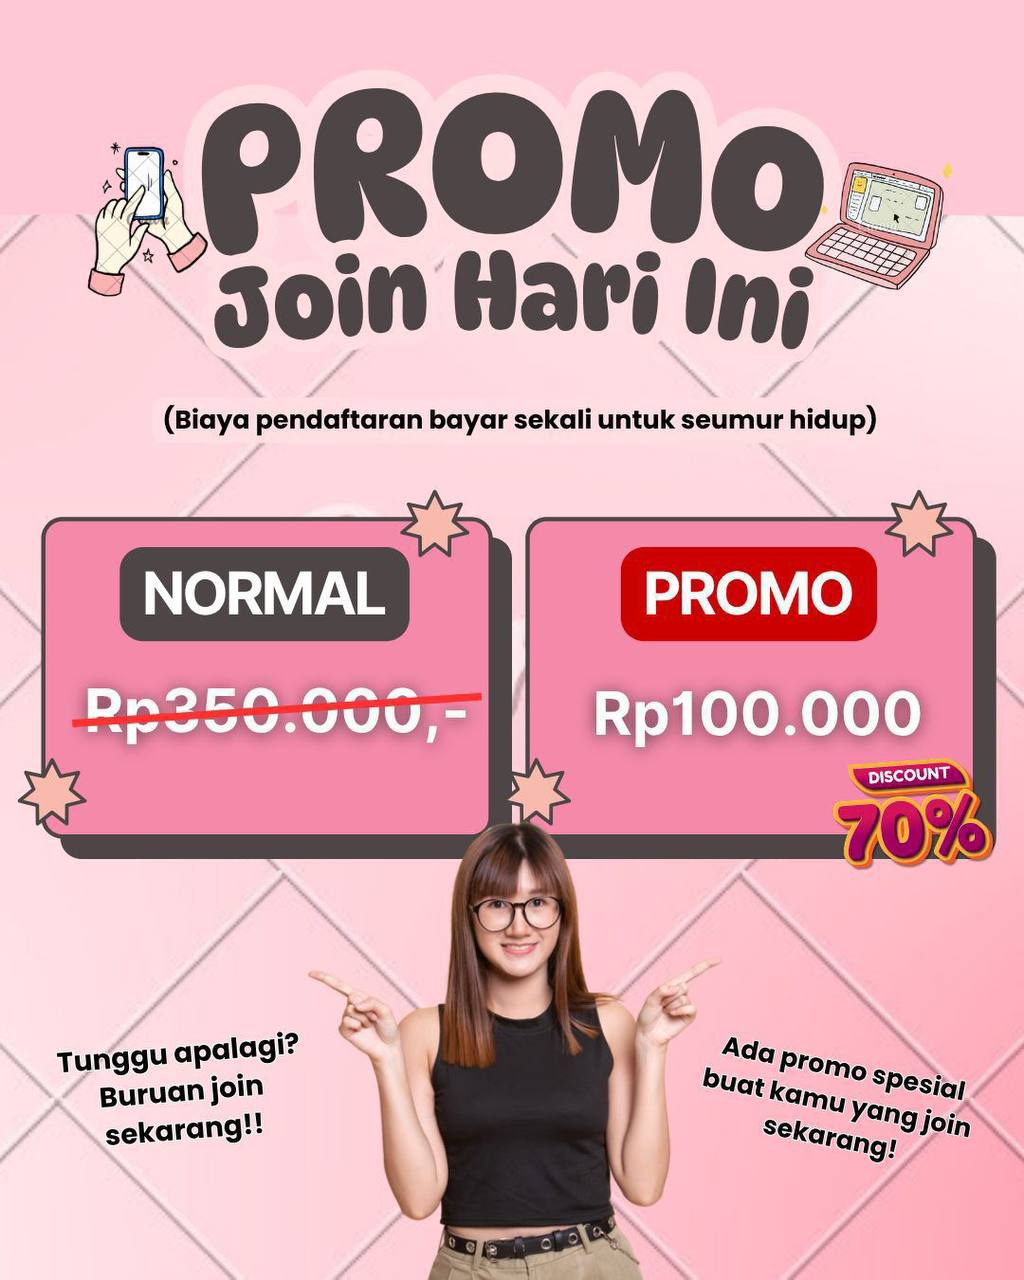 PROMO
Join Hari Ini
(Biaya pendaftaran bayar sekali untuk seumur hidup)
NORMAL
Rp350.000,-
PROMO
Rp100.000
DISCOUNT
70%
Tunggu apalagi?
Buruan join
sekarang!!
Ada promo spesial
buat kamu yang join
sekarang!